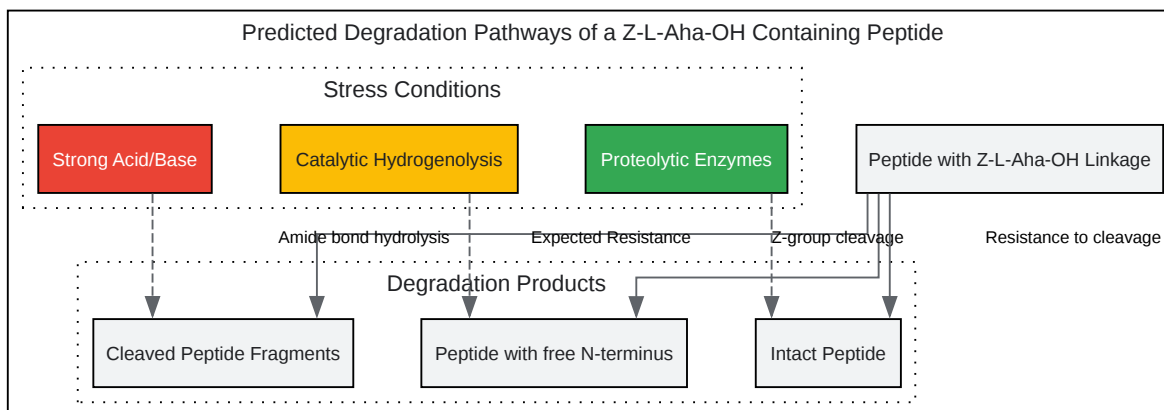 Predicted Degradation Pathways of a Z-L-Aha-OH Containing Peptide
Stress Conditions
Strong Acid/Base
Catalytic Hydrogenolysis
Proteolytic Enzymes
Peptide with Z-L-Aha-OH Linkage
Amide bond hydrolysis
Expected Resistance
Z-group cleavage
Resistance to cleavage
Degradation Products
Cleaved Peptide Fragments
Peptide with free N-terminus
Intact Peptide